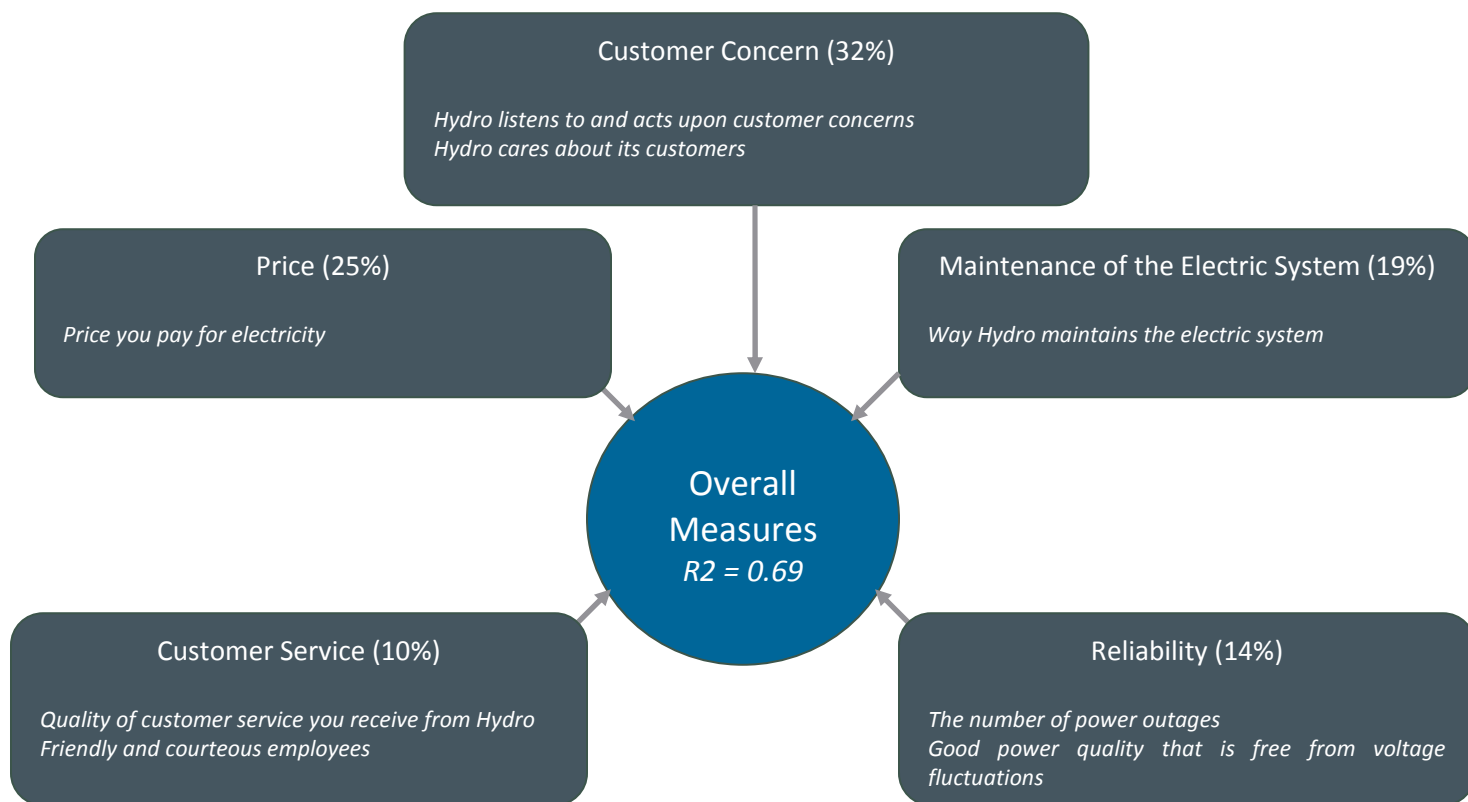 Customer Concern (32%)
Hydro listens to and acts upon customer concerns
Hydro cares about its customers
Price (25%)
Price you pay for electricity
Maintenance of the Electric System (19%)
Way Hydro maintains the electric system
Overall
Measures
R2 = 0.69
Customer Service (10%)
Quality of customer service you receive from Hydro
Friendly and courteous employees
Reliability (14%)
The number of power outages
Good power quality that is free from voltage
fluctuations